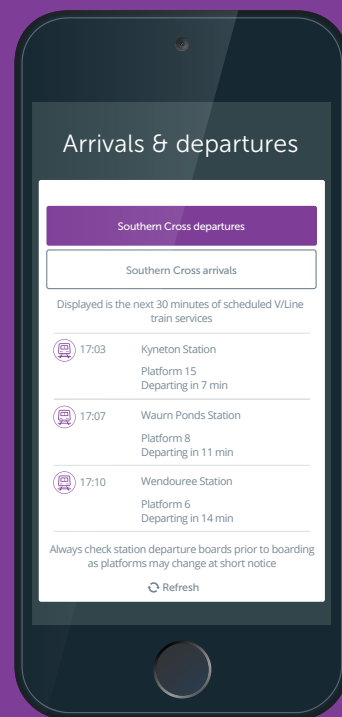 Arrivals & departures
Southern Cross departures
Southern Cross arrivals
Displayed is the next 30 minutes of scheduled V/Line
train services
17:03 Kyneton Station
Platform 15
Departing in 7 min
17:07 Waurn Ponds Station
Platform 8
Departing in 11 min
17:10 Wendouree Station
Platform 6
Departing in 14 min
Always check station departure boards prior to boarding
as platforms may change at short notice
Refresh